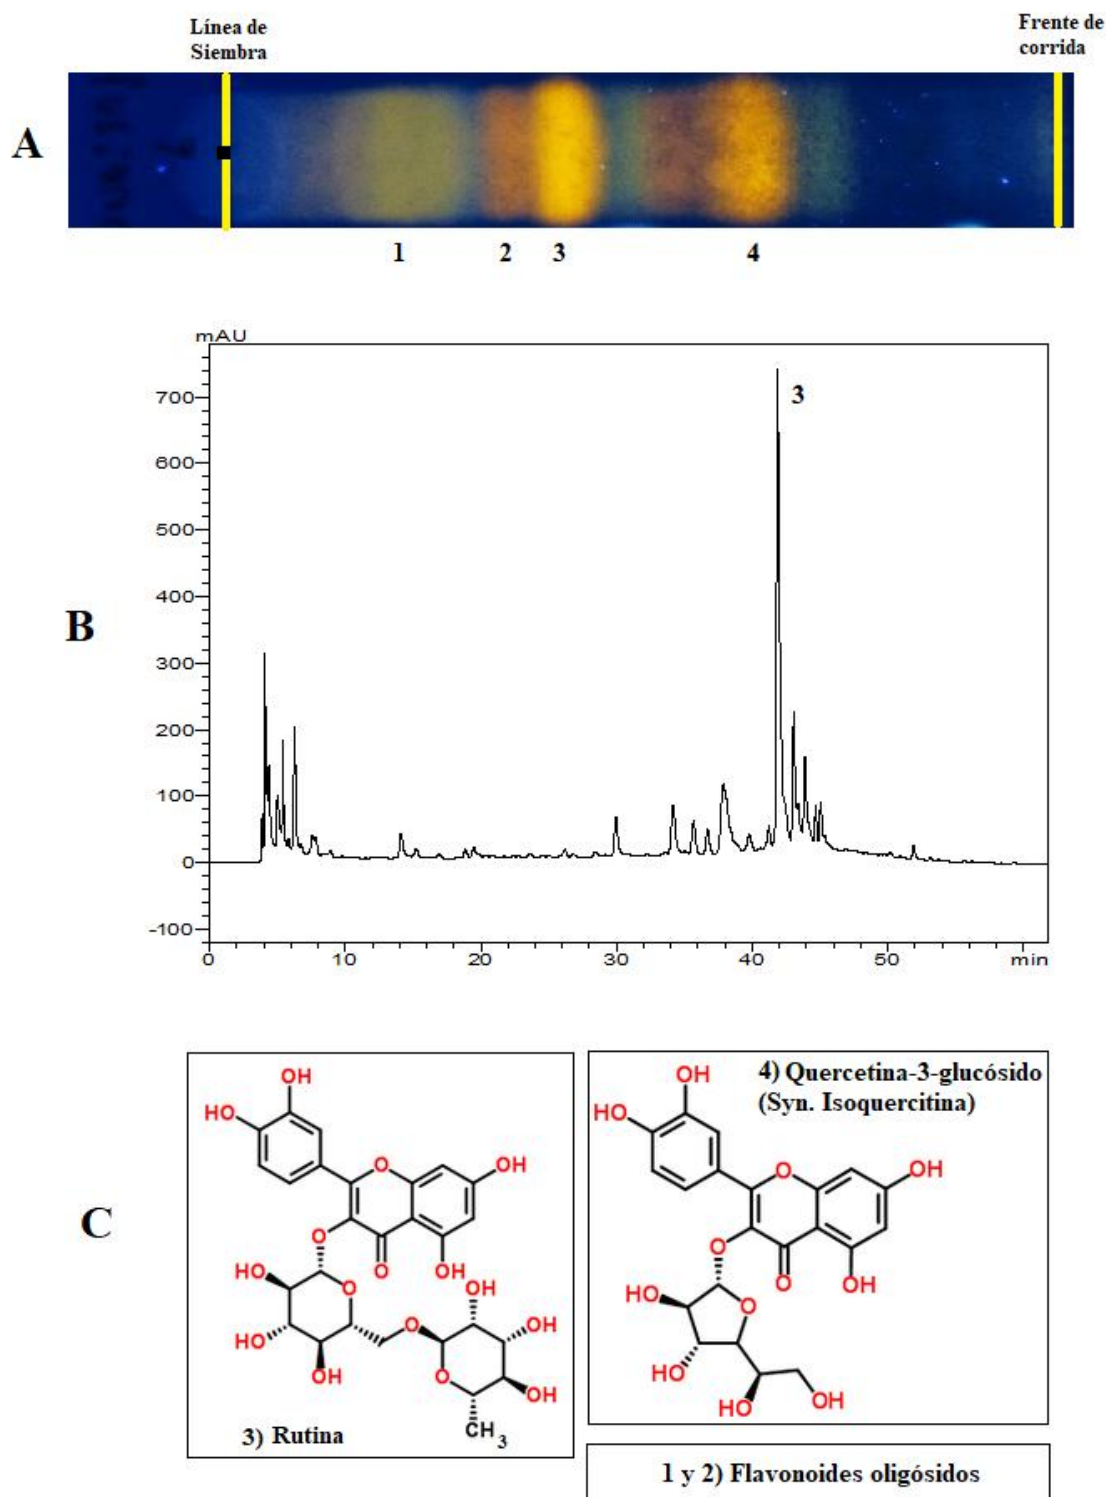 Línea de
Siembra
Frente de
corrida
A
1 2 3 4
mAU
3
700
600
500
400
300
200
100
0
-100
0 10 20 30 40 50 min
B
C
OH
HO
O
OH
O
O
OH
HO
O
OH
HO
O
OH
OH
O
OH
CH3
3) Rutina
4) Quercetina-3-glucósido
(Syn. Isoquercitina)
OH
HO
O
OH
O
O
OH
HO
O
HO
HO
OH
1 y 2) Flavonoides oligósidos